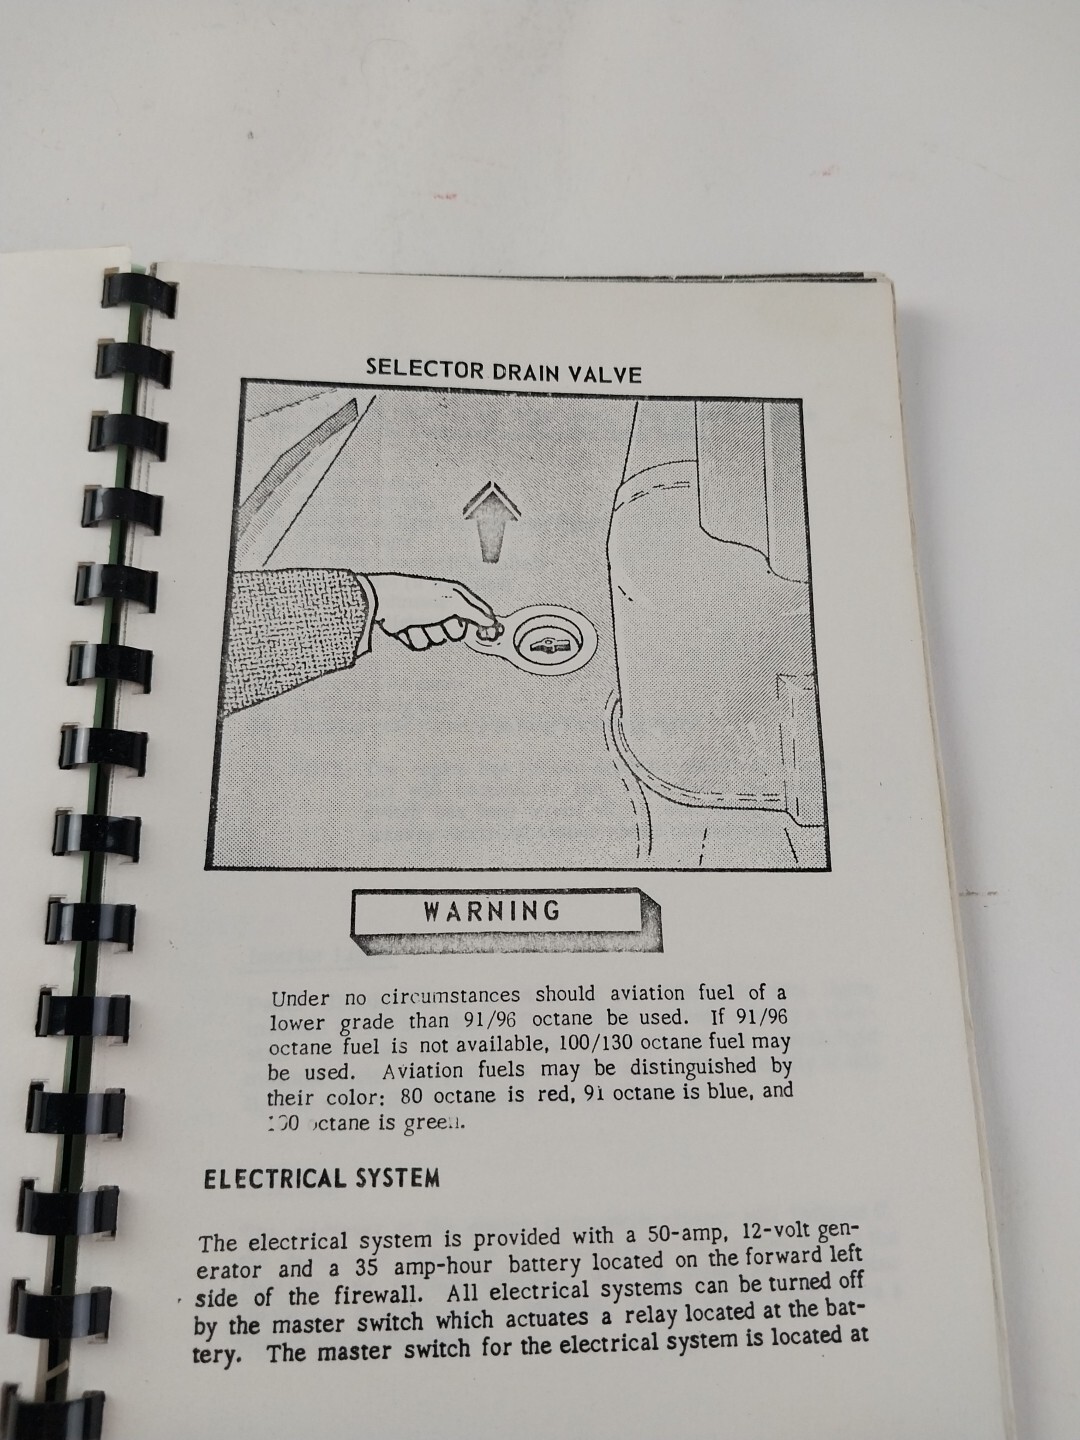 SELECTOR DRAIN VALVE
WARNING
Under no circumstances should aviation fuel of a
lower grade than 91/96 octane be used. If 91/96
octane fuel is not available, 100/130 octane fuel may
be used. Aviation fuels may be distinguished by
their color: 80 octane is red, 91 octane is blue, and
100 octane is green.
ELECTRICAL SYSTEM
The electrical system is provided with a 50-amp, 12-volt gen-
erator and a 35 amp-hour battery located on the forward left
side of the firewall. All electrical systems can be turned off
by the master switch which actuates a relay located at the bat-
tery. The master switch for the electrical system is located at